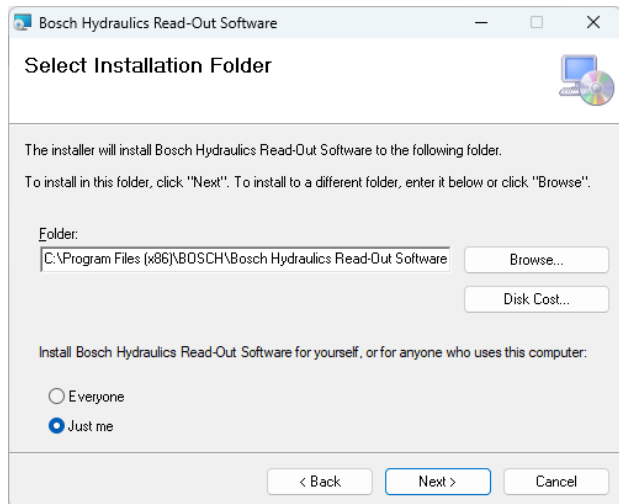 Bosch Hydraulics Read-Out Software
Select Installation Folder
The installer will install Bosch Hydraulics Read-Out Software to the following folder.
To install in this folder, click "Next". To install to a different folder, enter it below or click "Browse".
Folder:
C:\Program Files (x86)\BOSCH\Bosch Hydraulics Read-Out Software
Browse...
Disk Cost...
Install Bosch Hydraulics Read-Out Software for yourself, or for anyone who uses this computer:
Everyone
Just me
< Back
Next >
Cancel